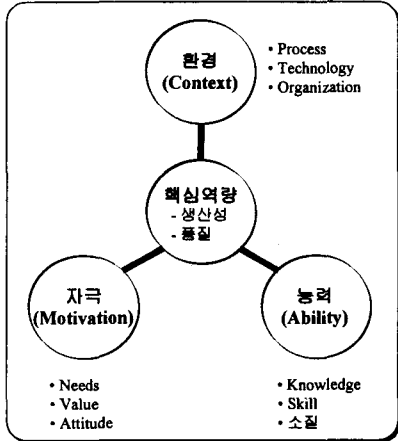 환경
(Context)
• Process
• Technology
• Organization
핵심역량
- 생산성
- 품질
자극
(Motivation)
능력
(Ability)
• Needs
• Value
• Attitude
• Knowledge
• Skill
• 소질